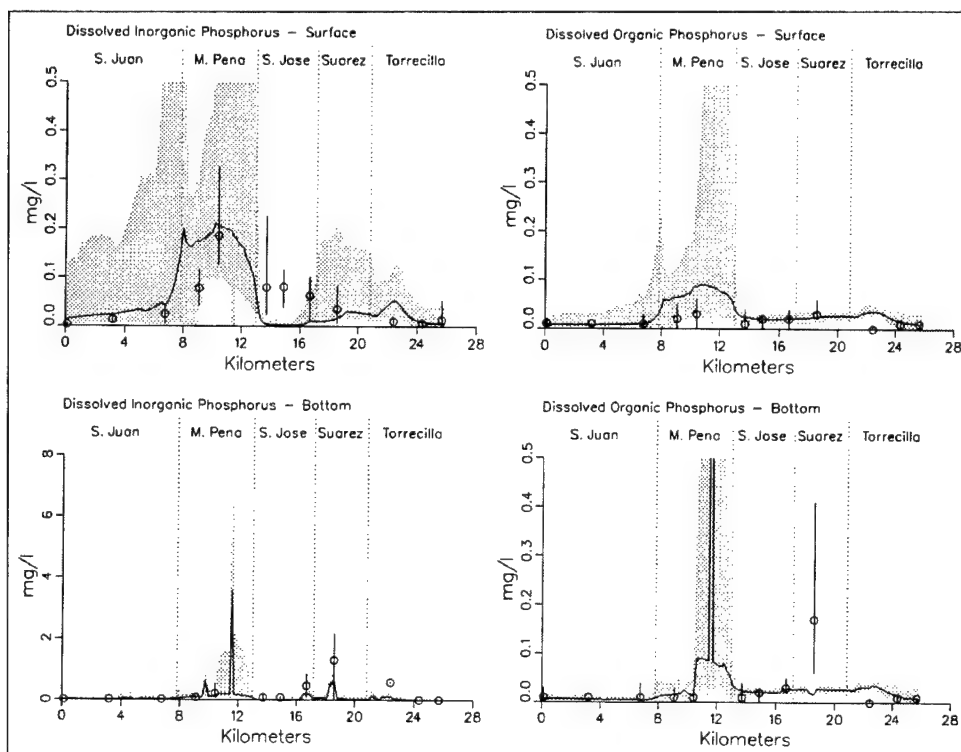 Dissolved Inorganic Phosphorus – Surface
S. Juan M. Pena S. Jose Suarez Torrecilla
mg/l
0.5
0.4
0.3
0.2
0.1
0.0
0 4 8 12 16 20 24 28
Kilometers
Dissolved Organic Phosphorus – Surface
S. Juan M. Pena S. Jose Suarez Torrecilla
mg/l
0.5
0.4
0.3
0.2
0.1
0.0
0 4 8 12 16 20 24 28
Kilometers
Dissolved Inorganic Phosphorus – Bottom
S. Juan M. Pena S. Jose Suarez Torrecilla
mg/l
8
6
4
2
0
0 4 8 12 16 20 24 28
Kilometers
Dissolved Organic Phosphorus – Bottom
S. Juan M. Pena S. Jose Suarez Torrecilla
mg/l
0.5
0.4
0.3
0.2
0.1
0.0
0 4 8 12 16 20 24 28
Kilometers